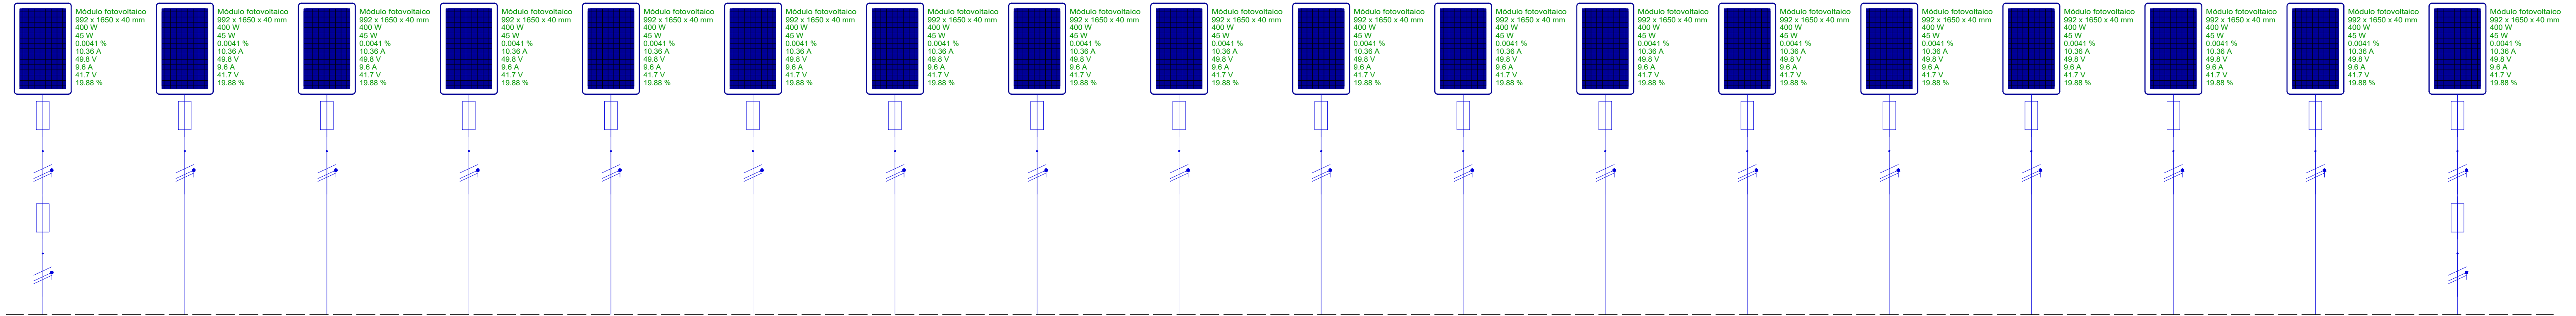 Módulo fotovoltaico
992 x 1650 x 40 mm
400 W
45 W
0.0041 %
10.36 A
49.8 V
9.6 A
41.7 V
19.88 %
Módulo fotovoltaico
992 x 1650 x 40 mm
400 W
45 W
0.0041 %
10.36 A
49.8 V
9.6 A
41.7 V
19.88 %
Módulo fotovoltaico
992 x 1650 x 40 mm
400 W
45 W
0.0041 %
10.36 A
49.8 V
9.6 A
41.7 V
19.88 %
Módulo fotovoltaico
992 x 1650 x 40 mm
400 W
45 W
0.0041 %
10.36 A
49.8 V
9.6 A
41.7 V
19.88 %
Módulo fotovoltaico
992 x 1650 x 40 mm
400 W
45 W
0.0041 %
10.36 A
49.8 V
9.6 A
41.7 V
19.88 %
Módulo fotovoltaico
992 x 1650 x 40 mm
400 W
45 W
0.0041 %
10.36 A
49.8 V
9.6 A
41.7 V
19.88 %
Módulo fotovoltaico
992 x 1650 x 40 mm
400 W
45 W
0.0041 %
10.36 A
49.8 V
9.6 A
41.7 V
19.88 %
Módulo fotovoltaico
992 x 1650 x 40 mm
400 W
45 W
0.0041 %
10.36 A
49.8 V
9.6 A
41.7 V
19.88 %
Módulo fotovoltaico
992 x 1650 x 40 mm
400 W
45 W
0.0041 %
10.36 A
49.8 V
9.6 A
41.7 V
19.88 %
Módulo fotovoltaico
992 x 1650 x 40 mm
400 W
45 W
0.0041 %
10.36 A
49.8 V
9.6 A
41.7 V
19.88 %
Módulo fotovoltaico
992 x 1650 x 40 mm
400 W
45 W
0.0041 %
10.36 A
49.8 V
9.6 A
41.7 V
19.88 %
Módulo fotovoltaico
992 x 1650 x 40 mm
400 W
45 W
0.0041 %
10.36 A
49.8 V
9.6 A
41.7 V
19.88 %
Módulo fotovoltaico
992 x 1650 x 40 mm
400 W
45 W
0.0041 %
10.36 A
49.8 V
9.6 A
41.7 V
19.88 %
Módulo fotovoltaico
992 x 1650 x 40 mm
400 W
45 W
0.0041 %
10.36 A
49.8 V
9.6 A
41.7 V
19.88 %
Módulo fotovoltaico
992 x 1650 x 40 mm
400 W
45 W
0.0041 %
10.36 A
49.8 V
9.6 A
41.7 V
19.88 %
Módulo fotovoltaico
992 x 1650 x 40 mm
400 W
45 W
0.0041 %
10.36 A
49.8 V
9.6 A
41.7 V
19.88 %
Módulo fotovoltaico
992 x 1650 x 40 mm
400 W
45 W
0.0041 %
10.36 A
49.8 V
9.6 A
41.7 V
19.88 %
Módulo fotovoltaico
992 x 1650 x 40 mm
400 W
45 W
0.0041 %
10.36 A
49.8 V
9.6 A
41.7 V
19.88 %